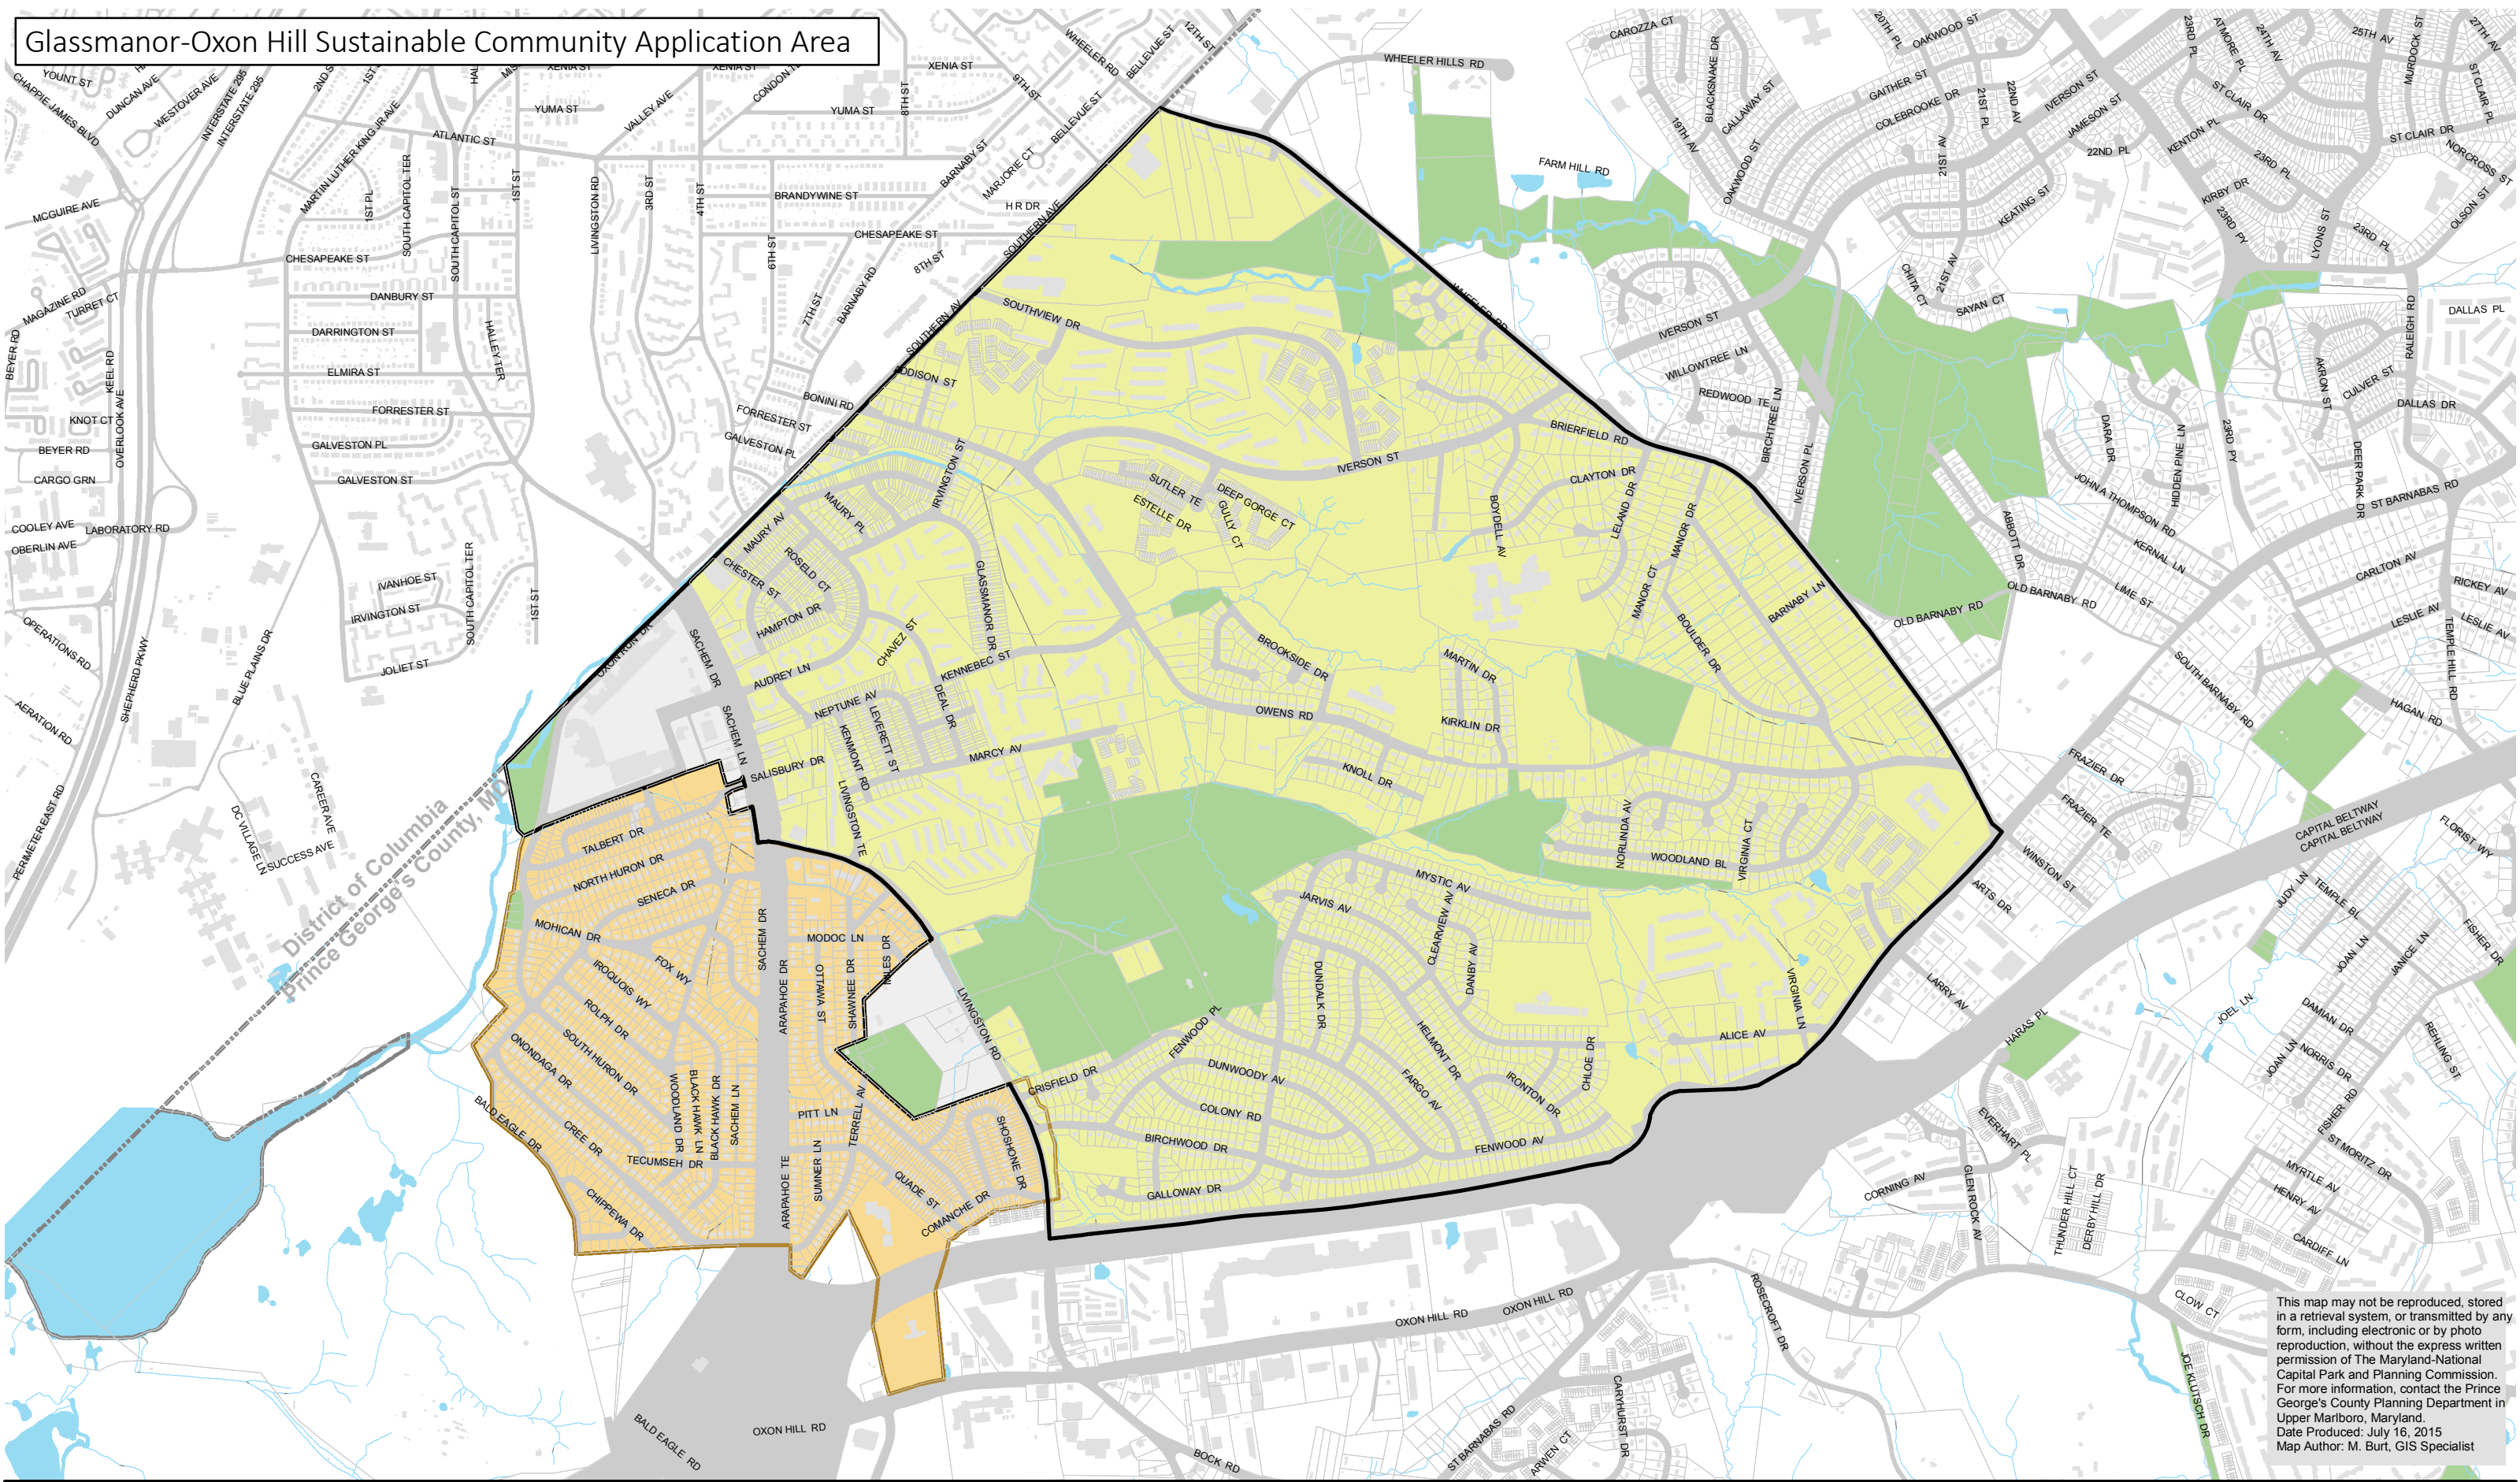 Glassmanor-Oxon Hill Sustainable Community Application Area
YOUNT ST
CHAPPIE JAMES BLVD
DUNCAN AVE
WESTOVER AVE
INTERSTATE 295
INTERSTATE 295
MARTIN LUTHER KING JR AVE
ATLANTIC ST
XENIA ST
XENIA ST
XENIA ST
YUMA ST
YUMA ST
VALLEY AVE
8TH ST
9TH ST
WHEELER RD
BELLEVUE ST
12TH ST
BELLEVUE ST
BARNABY ST
MARJORIE CT
H R DR
SOUTHERN AVE
MCGUIRE AVE
1ST PL
SOUTH CAPITOL TER
SOUTH CAPITOL ST
1ST ST
LIVINGSTON RD
3RD ST
4TH ST
BRANDYWINE ST
CHESAPEAKE ST
CHESAPEAKE ST
6TH ST
8TH ST
7TH ST
BARNABY RD
MAGAZINE RD
TURRET CT
DANBURY ST
DARRINGTON ST
HALLEY TER
ELMIRA ST
BEYER RD
KEEL RD
OVERLOOK AVE
KNOT CT
FORRESTER ST
FORRESTER ST
BONINI RD
GALVESTON PL
GALVESTON PL
BEYER RD
CARGO GRN
GALVESTON ST
COOLEY AVE
LABORATORY RD
OBERLIN AVE
IVANHOE ST
IRVINGTON ST
SOUTH CAPITOL TER
1ST ST
JOLIET ST
OPERATIONS RD
SHEPHERD PKWY
BLUE PLAINS DR
AERATION RD
PERIMETER EAST RD
DC VILLAGE LN
CAREER AVE
SUCCESS AVE
District of Columbia
Prince George's County, MD
OXON RUN DR
WHEELER HILLS RD
FARM HILL RD
CAROZZA CT
BLACKSNAKE DR
CALLAWAY ST
19TH AV
OAKWOOD ST
20TH PL
OAKWOOD ST
GAITHER ST
COLEBROOKE DR
21ST PL
22ND AV
IVERSON ST
JAMESON ST
21ST AV
22ND PL
KEATING ST
CHITA CT
21ST AV
SAYAN CT
23RD PL
ATMORE PL
24TH AV
25TH AV
MURDOCK ST
27TH AV
ST CLAIR PL
ST CLAIR DR
ST CLAIR DR
KENTON PL
23RD PL
NORCROSS ST
KIRBY DR
23RD PY
LYONS ST
23RD PL
OLSON ST
RALEIGH RD
DALLAS PL
AKRON ST
CULVER ST
DALLAS DR
DEER PARK DR
ST BARNABAS RD
WHEELER RD
IVERSON ST
WILLOWTREE LN
REDWOOD TE
BIRCHTREE LN
IVERSON PL
DARA DR
HIDDEN PINE LN
23RD PY
JOHN A THOMPSON RD
ABBOTT DR
KERNAL LN
LIME ST
OLD BARNABY RD
OLD BARNABY RD
CARLTON AV
RICKEY AV
LESLIE AV
LESLIE AV
TEMPLE HILL RD
SOUTH BARNABY RD
HAGAN RD
SOUTHERN AV
SOUTHVIEW DR
IRVINGTON ST
MAURY AV
MAURY PL
ROSELD CT
CHESTER ST
HAMPTON DR
GLASSMANOR DR
CHAVEZ ST
KENNEBEC ST
AUDREY LN
SACHEM DR
SACHEM LN
NEPTUNE AV
LEVERETT ST
DEAL DR
KENMONT RD
SALISBURY DR
MARCY AV
LIVINGSTON TE
SUTLER TE
ESTELLE DR
DEEP GORGE CT
GULLY CT
IVERSON ST
BRIERFIELD RD
CLAYTON DR
BOYDELL AV
LELAND DR
MANOR DR
MANOR CT
BOULDER DR
BARNABY LN
BROOKSIDE DR
OWENS RD
MARTIN DR
KIRKLIN DR
KNOLL DR
NORLINDA AV
WOODLAND BL
VIRGINIA CT
FRAZIER DR
FRAZIER TE
WINSTON ST
ARTS DR
CAPITAL BELTWAY
CAPITAL BELTWAY
FLORIST WY
JUDY LN
TEMPLE BL
JOAN LN
JANICE LN
FISHER DR
TALBERT DR
NORTH HURON DR
SENECA DR
MOHICAN DR
FOX WY
IROQUOIS WY
ROLPH DR
SOUTH HURON DR
ONONDAGA DR
SACHEM DR
ARAPAHOE DR
MODOC LN
OTTAWA ST
SHAWNEE DR
NILES DR
LIVINGSTON RD
BALD EAGLE DR
CREE DR
WOODLAND DR
BLACK HAWK LN
BLACK HAWK DR
SACHEM LN
TECUMSEH DR
CHIPPEWA DR
PITT LN
TERRELL AV
SUMNER LN
ARAPAHOE TE
QUADE ST
COMANCHE DR
SHOSHONE DR
MYSTIC AV
JARVIS AV
CLEARVIEW AV
DANBY AV
DUNDALK DR
HELMONT DR
FENWOOD PL
CRISFIELD DR
DUNWOODY AV
COLONY RD
BIRCHWOOD DR
GALLOWAY DR
FARGO AV
IRONTON DR
CHLOE DR
FENWOOD AV
VIRGINIA LN
ALICE AV
LARRY AV
HARAS PL
EVERHART PL
CORNING AV
GLEN ROCK AV
THUNDER HILL CT
DERBY HILL DR
JOEL LN
DAMIAN DR
REHLING ST
JOAN LN
NORRIS DR
FISHER RD
ST MORITZ DR
MYRTLE AV
HENRY AV
CARDIFF LN
CLOW CT
JOE KLUTSCH DR
ROSECROFT DR
OXON HILL RD
OXON HILL RD
OXON HILL RD
BALD EAGLE RD
BOCK RD
ST BARNABAS RD
ARWEN CT
CARYHURST DR
This map may not be reproduced, stored
in a retrieval system, or transmitted by any
form, including electronic or by photo
reproduction, without the express written
permission of The Maryland-National
Capital Park and Planning Commission.
For more information, contact the Prince
George's County Planning Department in
Upper Marlboro, Maryland.
Date Produced: July 16, 2015
Map Author: M. Burt, GIS Specialist